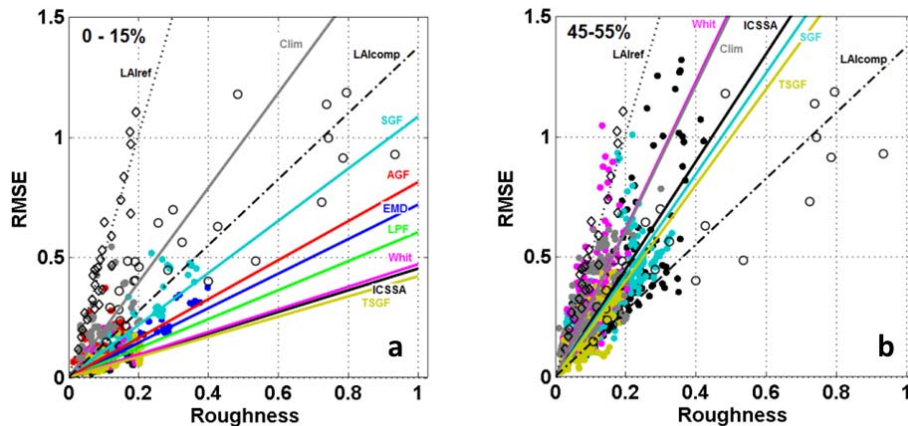 0 - 15%
LAIref
Clim
LAIcomp
SGF
AGF
EMD
LPF
Whit
ICSSA
TSGF
a
RMSE
1.5
1
0.5
0
0 0.2 0.4 0.6 0.8 1
Roughness
45-55%
Whit
ICSSA
LAIref
Clim
SGF
LAIcomp
TSGF
b
RMSE
1.5
1
0.5
0
0 0.2 0.4 0.6 0.8 1
Roughness